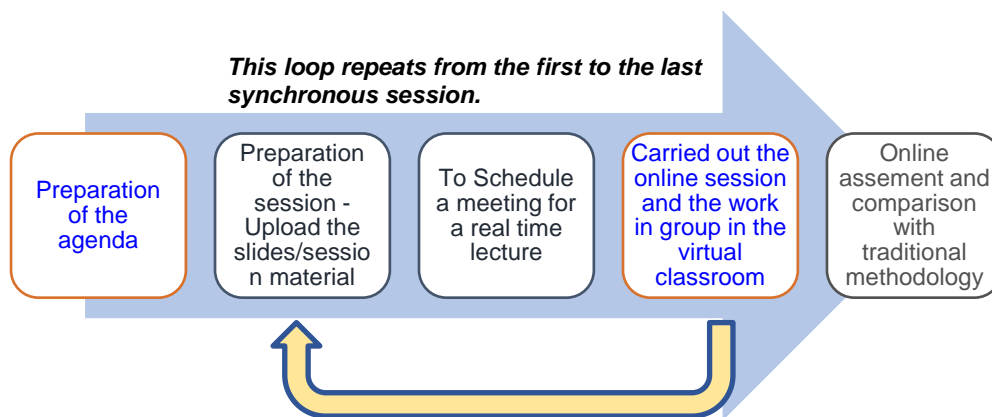 This loop repeats from the first to the last
synchronous session.
Preparation
of the
agenda
Preparation
of the
session -
Upload the
slides/sessio
n material
To Schedule
a meeting for
a real time
lecture
Carried out the
online session
and the work
in group in the
virtual
classroom
Online
assement and
comparison
with
traditional
methodology